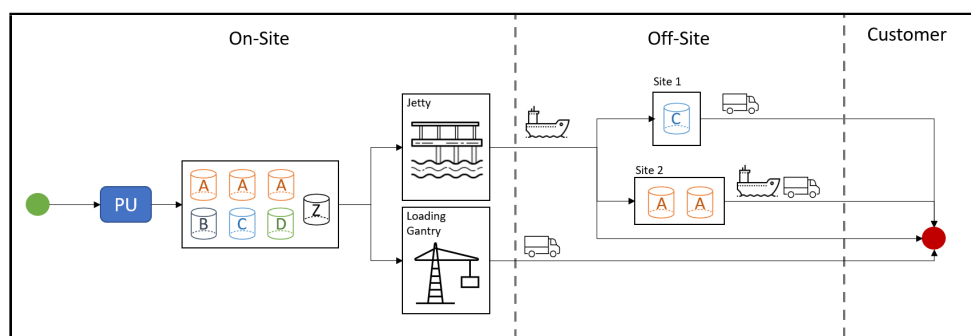 On-Site
Off-Site
Customer
Jetty
Site 1
C
PU
A A A
B C D
Z
Site 2
A A
Loading
Gantry